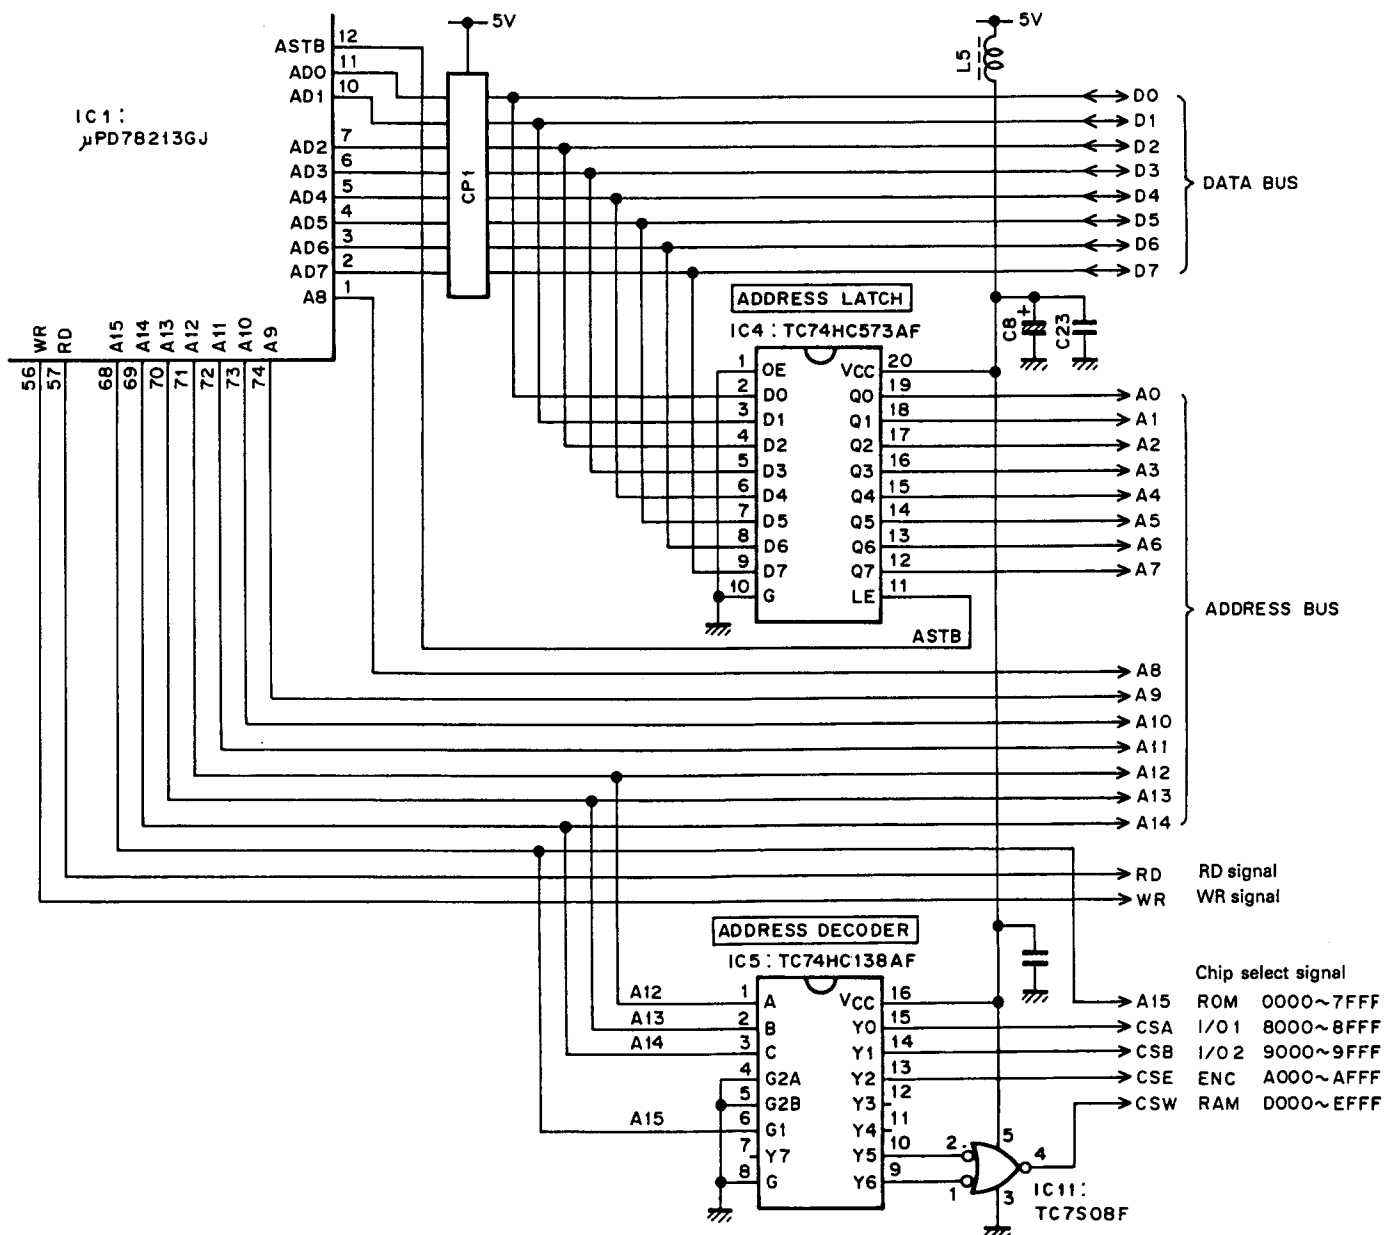 5V
5V
L5
IC1:
μPD78213GJ
ASTB 12
AD0 11
AD1 10
AD2 7
AD3 6
AD4 5
AD5 4
AD6 3
AD7 2
A8 1
CP1
D0
D1
D2
D3
D4
D5
D6
D7
DATA BUS
WR RD A15 A14 A13 A12 A11 A10 A9
56 57 68 69 70 71 72 73 74
ADDRESS LATCH
IC4: TC74HC573AF
C8 + C23
1 OE VCC 20
2 D0 Q0 19 A0
3 D1 Q1 18 A1
4 D2 Q2 17 A2
5 D3 Q3 16 A3
6 D4 Q4 15 A4
7 D5 Q5 14 A5
8 D6 Q6 13 A6
9 D7 Q7 12 A7
10 G LE 11
ASTB
ADDRESS BUS
A8
A9
A10
A11
A12
A13
A14
RD RD signal
WR WR signal
ADDRESS DECODER
IC5: TC74HC138AF
Chip select signal
A12 1 A VCC 16 A15 ROM 0000~7FFF
A13 2 B Y0 15 CSA I/O1 8000~8FFF
A14 3 C Y1 14 CSB I/O2 9000~9FFF
4 G2A Y2 13 CSE ENC A000~AFFF
5 G2B Y3 12 CSW RAM D000~EFFF
A15 6 G1 Y4 11
7 Y7 Y5 10 2 5 4
8 G Y6 9 1 3
IC11:
TC7S08F